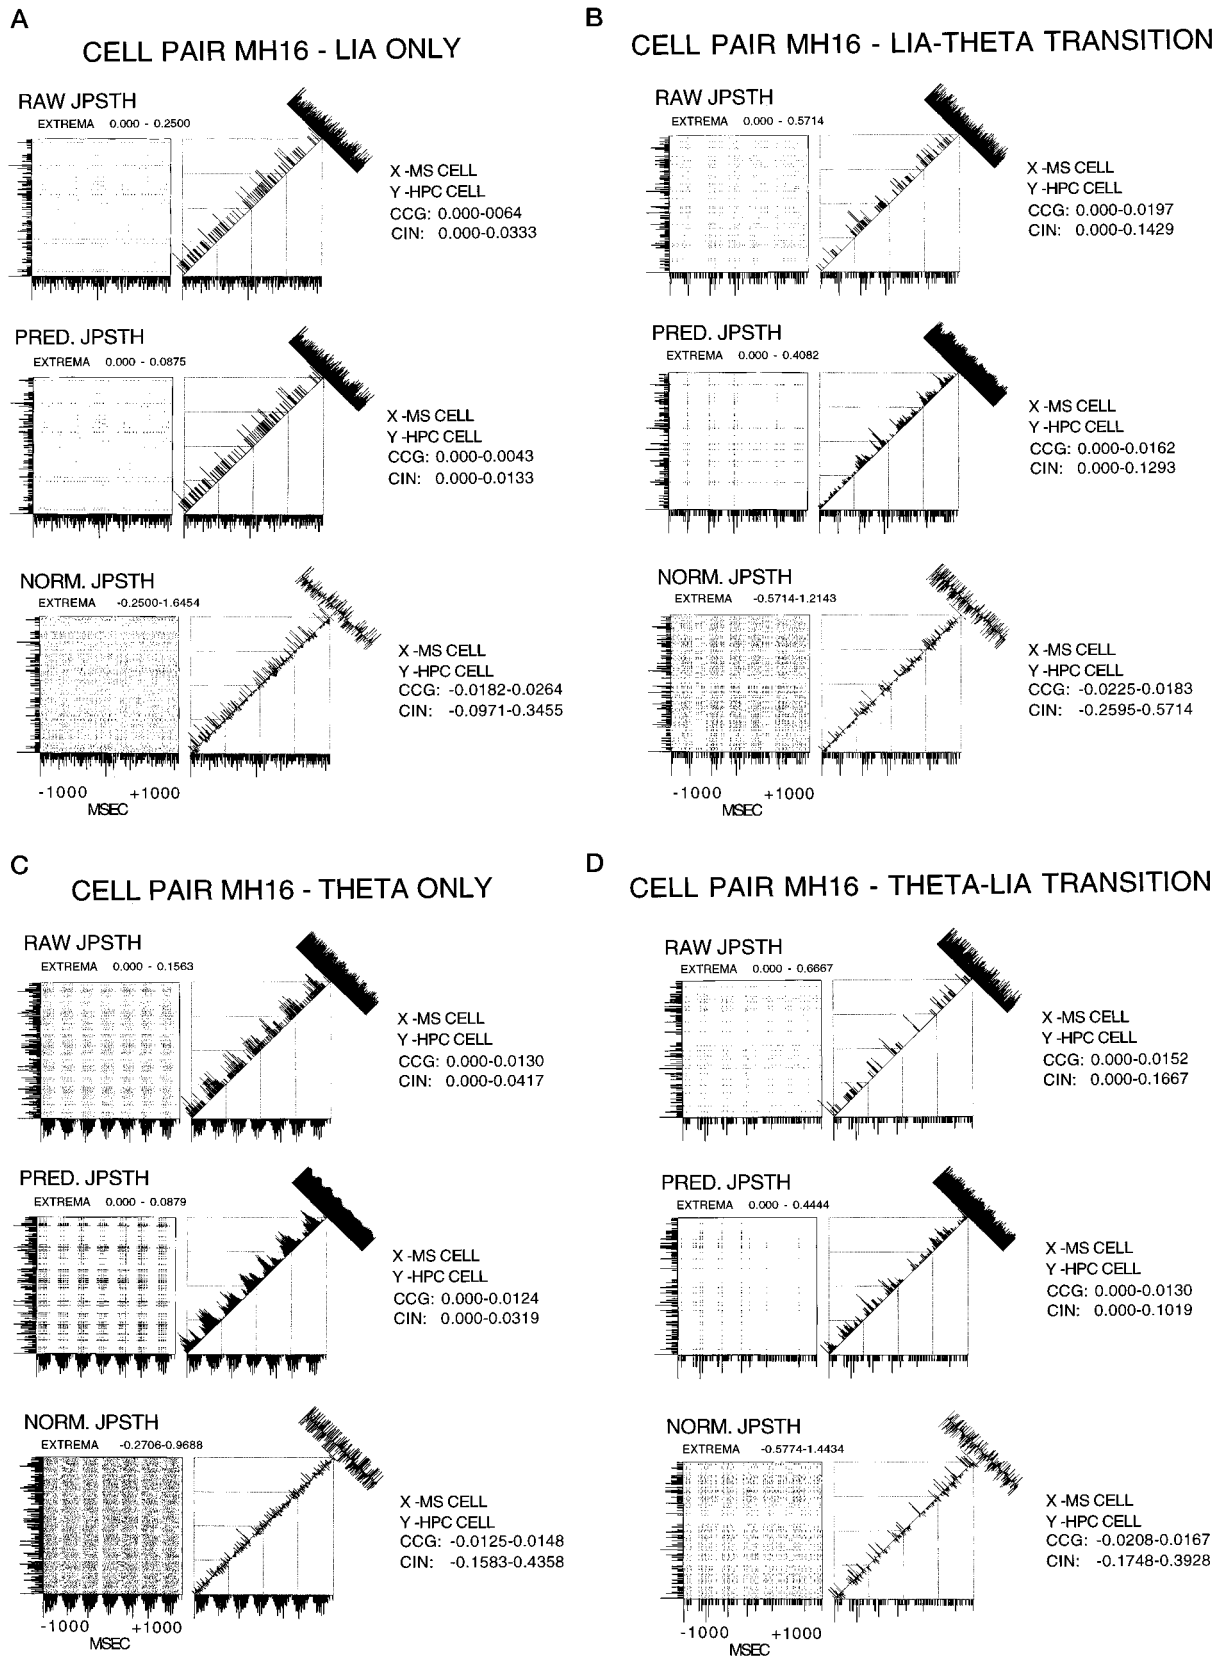 A
CELL PAIR MH16 - LIA ONLY
RAW JPSTH
EXTREMA 0.000 - 0.2500
X -MS CELL
Y -HPC CELL
CCG: 0.000-0064
CIN: 0.000-0.0333
PRED. JPSTH
EXTREMA 0.000 - 0.0875
X -MS CELL
Y -HPC CELL
CCG: 0.000-0.0043
CIN: 0.000-0.0133
NORM. JPSTH
EXTREMA -0.2500-1.6454
X -MS CELL
Y -HPC CELL
CCG: -0.0182-0.0264
CIN: -0.0971-0.3455
-1000 +1000
MSEC
B
CELL PAIR MH16 - LIA-THETA TRANSITION
RAW JPSTH
EXTREMA 0.000 - 0.5714
X -MS CELL
Y -HPC CELL
CCG: 0.000-0.0197
CIN: 0.000-0.1429
PRED. JPSTH
EXTREMA 0.000 - 0.4082
X -MS CELL
Y -HPC CELL
CCG: 0.000-0.0162
CIN: 0.000-0.1293
NORM. JPSTH
EXTREMA -0.5714-1.2143
X -MS CELL
Y -HPC CELL
CCG: -0.0225-0.0183
CIN: -0.2595-0.5714
-1000 +1000
MSEC
C
CELL PAIR MH16 - THETA ONLY
RAW JPSTH
EXTREMA 0.000 - 0.1563
X -MS CELL
Y -HPC CELL
CCG: 0.000-0.0130
CIN: 0.000-0.0417
PRED. JPSTH
EXTREMA 0.000 - 0.0879
X -MS CELL
Y -HPC CELL
CCG: 0.000-0.0124
CIN: 0.000-0.0319
NORM. JPSTH
EXTREMA -0.2706-0.9688
X -MS CELL
Y -HPC CELL
CCG: -0.0125-0.0148
CIN: -0.1583-0.4358
-1000 +1000
MSEC
D
CELL PAIR MH16 - THETA-LIA TRANSITION
RAW JPSTH
EXTREMA 0.000 - 0.6667
X -MS CELL
Y -HPC CELL
CCG: 0.000-0.0152
CIN: 0.000-0.1667
PRED. JPSTH
EXTREMA 0.000 - 0.4444
X -MS CELL
Y -HPC CELL
CCG: 0.000-0.0130
CIN: 0.000-0.1019
NORM. JPSTH
EXTREMA -0.5774-1.4434
X -MS CELL
Y -HPC CELL
CCG: -0.0208-0.0167
CIN: -0.1748-0.3928
-1000 +1000
MSEC